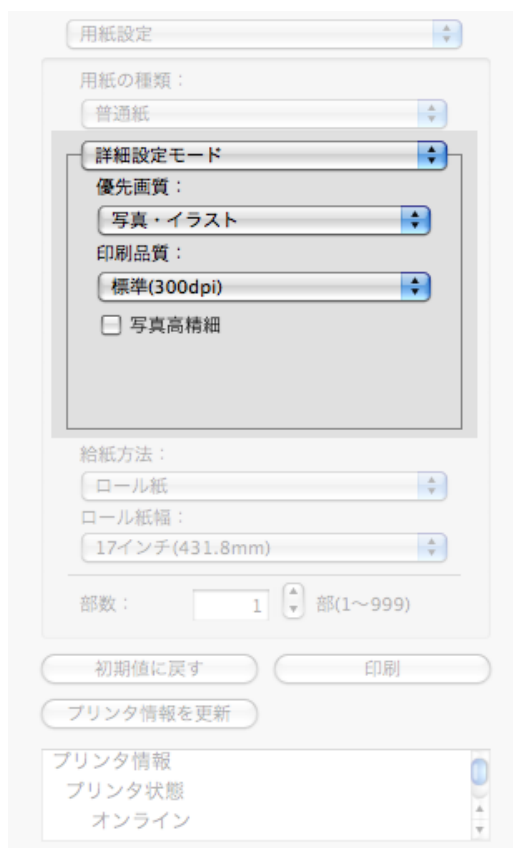 用紙設定
用紙の種類：
普通紙
詳細設定モード
優先画質：
写真・イラスト
印刷品質：
標準(300dpi)
写真高精細
給紙方法：
ロール紙
ロール紙幅：
17インチ(431.8mm)
部数： 1 部(1〜999)
初期値に戻す 印刷
プリンタ情報を更新
プリンタ情報
プリンタ状態
オンライン